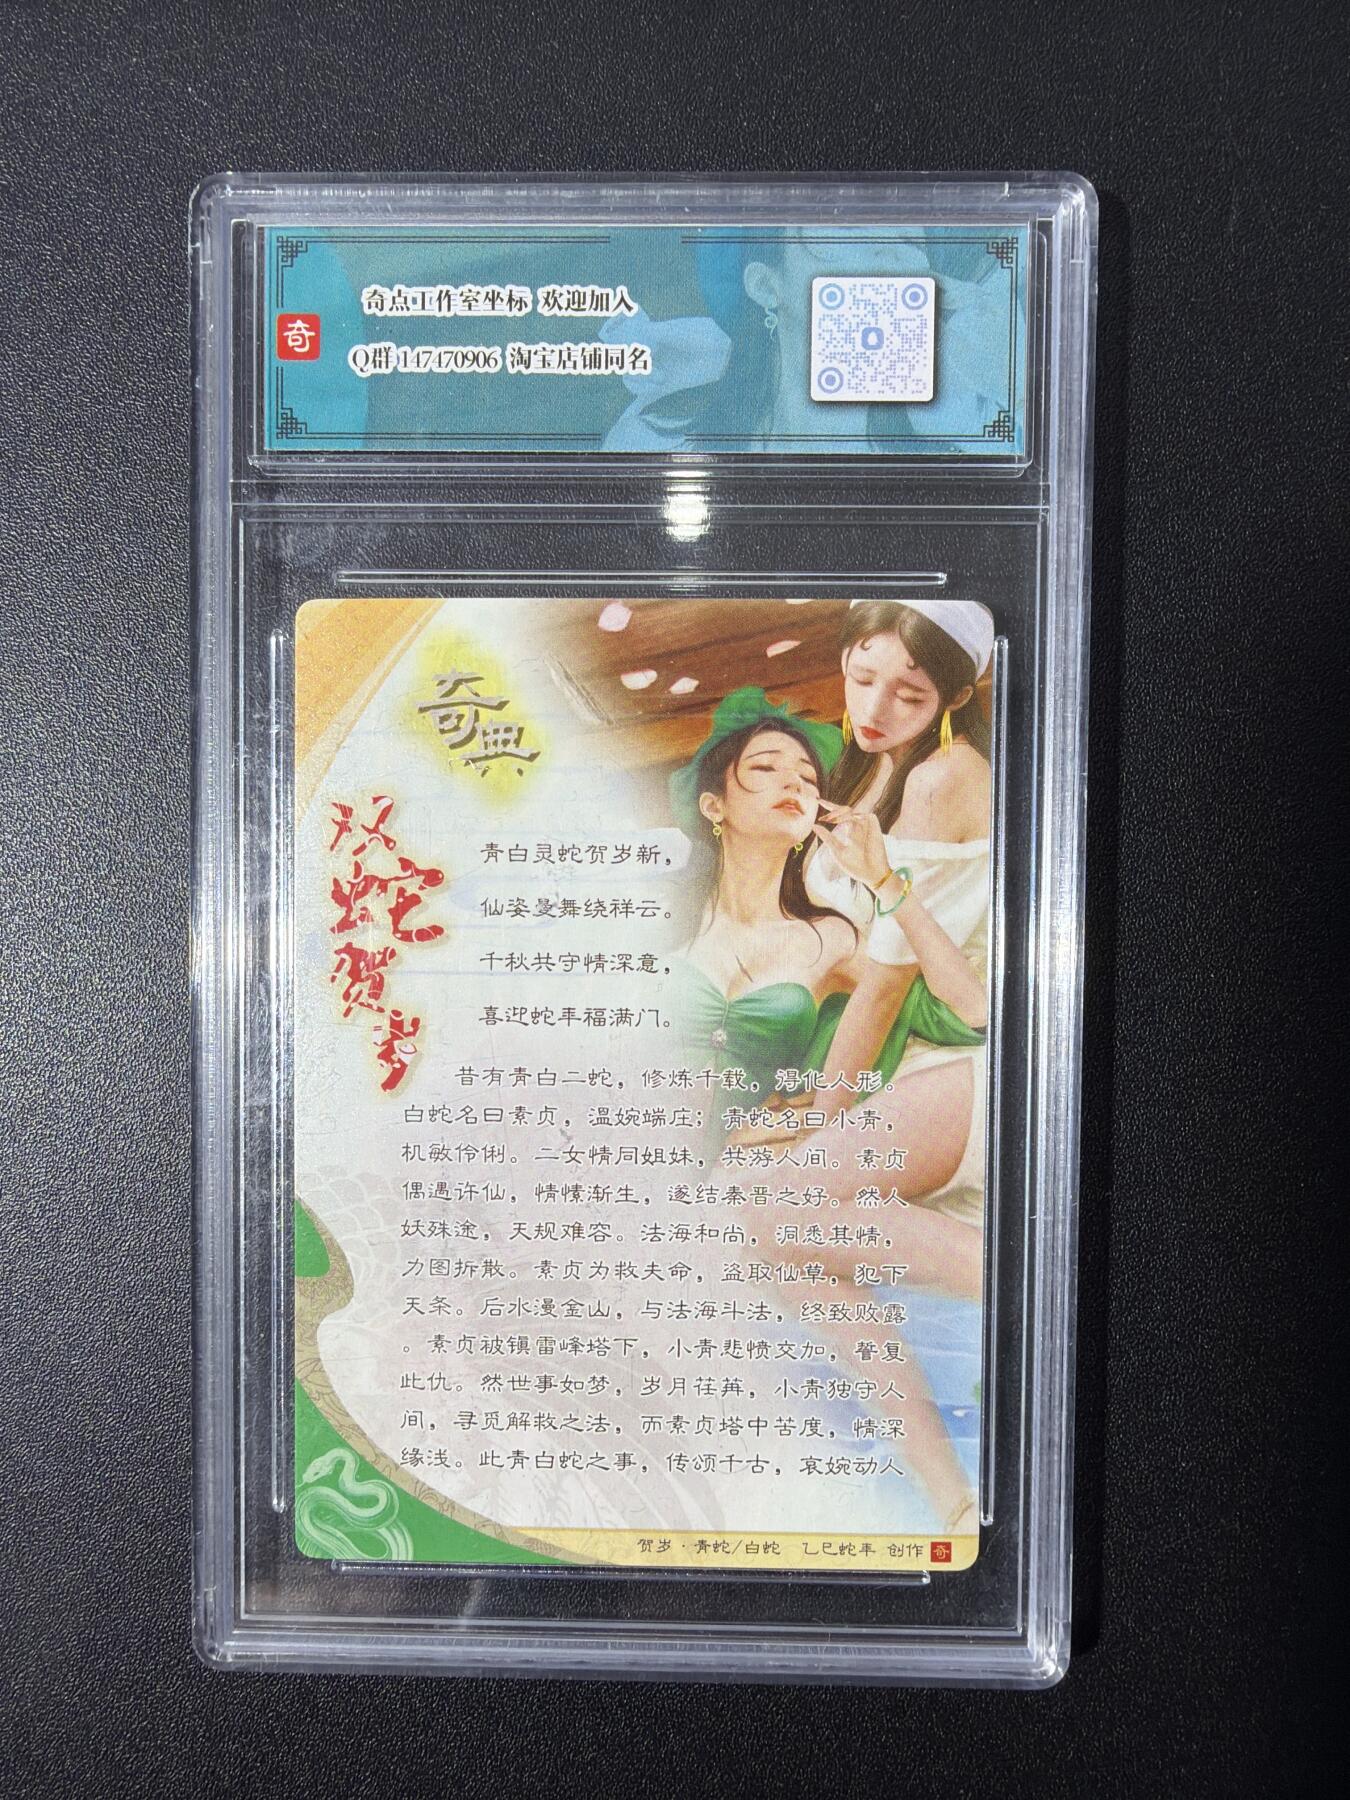 奇点工作室坐标 欢迎加入
奇
Q群 147470906 淘宝店铺同名
奇典
双蛇贺岁
青白灵蛇贺岁新，
仙姿曼舞绕祥云。
千秋共守情深意，
喜迎蛇年福满门。
昔有青白二蛇，修炼千载，得化人形。
白蛇名曰素贞，温婉端庄；青蛇名曰小青，
机敏伶俐。二女情同姐妹，共游人间。素贞
偶遇许仙，情愫渐生，遂结秦晋之好。然人
妖殊途，天规难容。法海和尚，洞悉其情，
力图拆散。素贞为救夫命，盗取仙草，犯下
天条。后水漫金山，与法海斗法，终致败露
。素贞被镇雷峰塔下，小青悲愤交加，誓复
此仇。然世事如梦，岁月荏苒，小青独守人
间，寻觅解救之法，而素贞塔中苦度，情深
缘浅。此青白蛇之事，传颂千古，哀婉动人
贺岁·青蛇/白蛇 乙巳蛇年 创作 奇